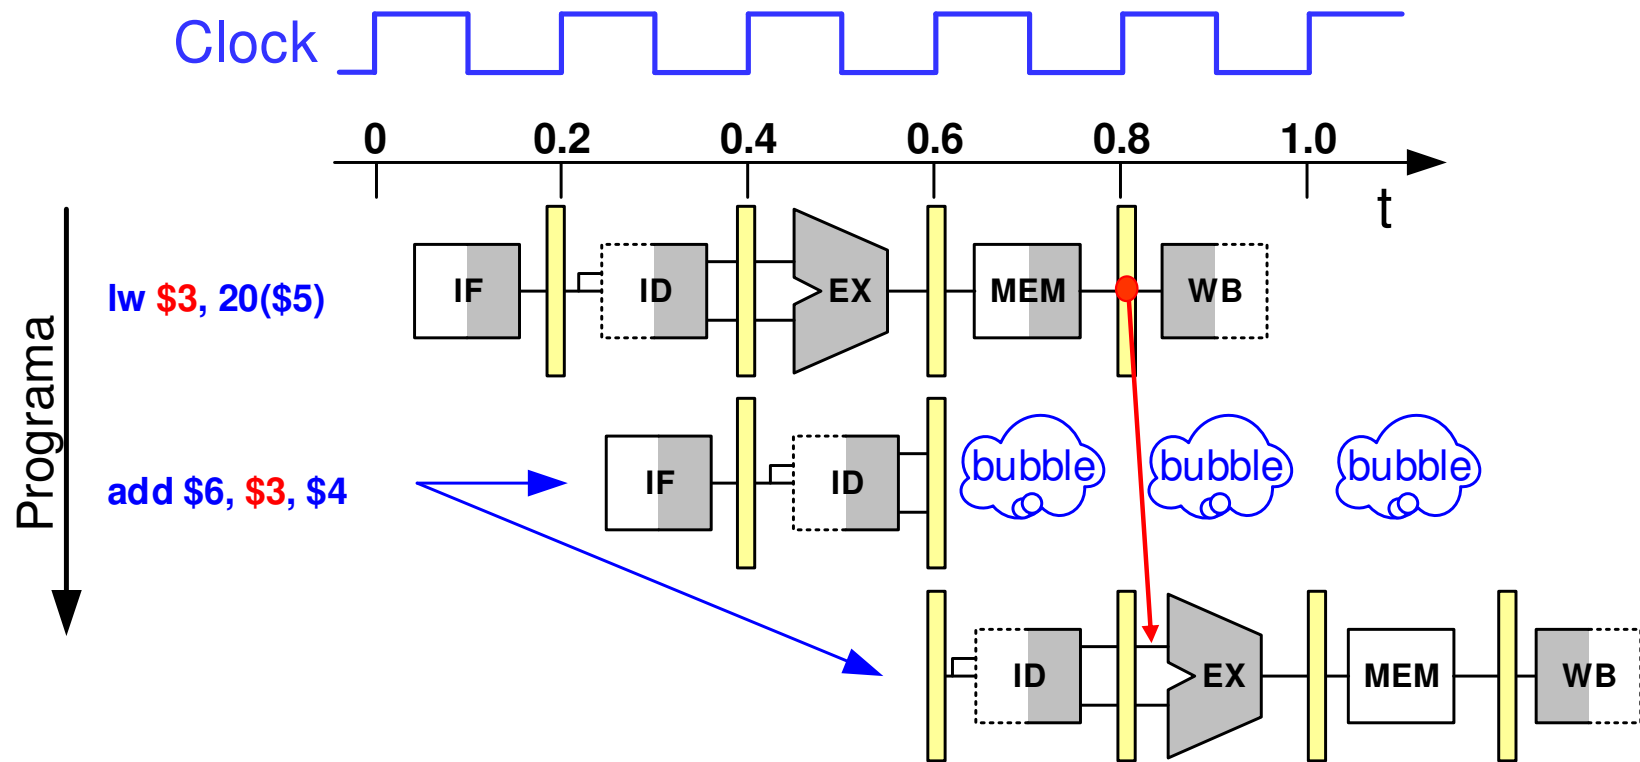 Clock
0 0.2 0.4 0.6 0.8 1.0
t
Programa
lw $3, 20($5)
IF ID EX MEM WB
add $6, $3, $4
IF ID bubble bubble bubble
ID EX MEM WB